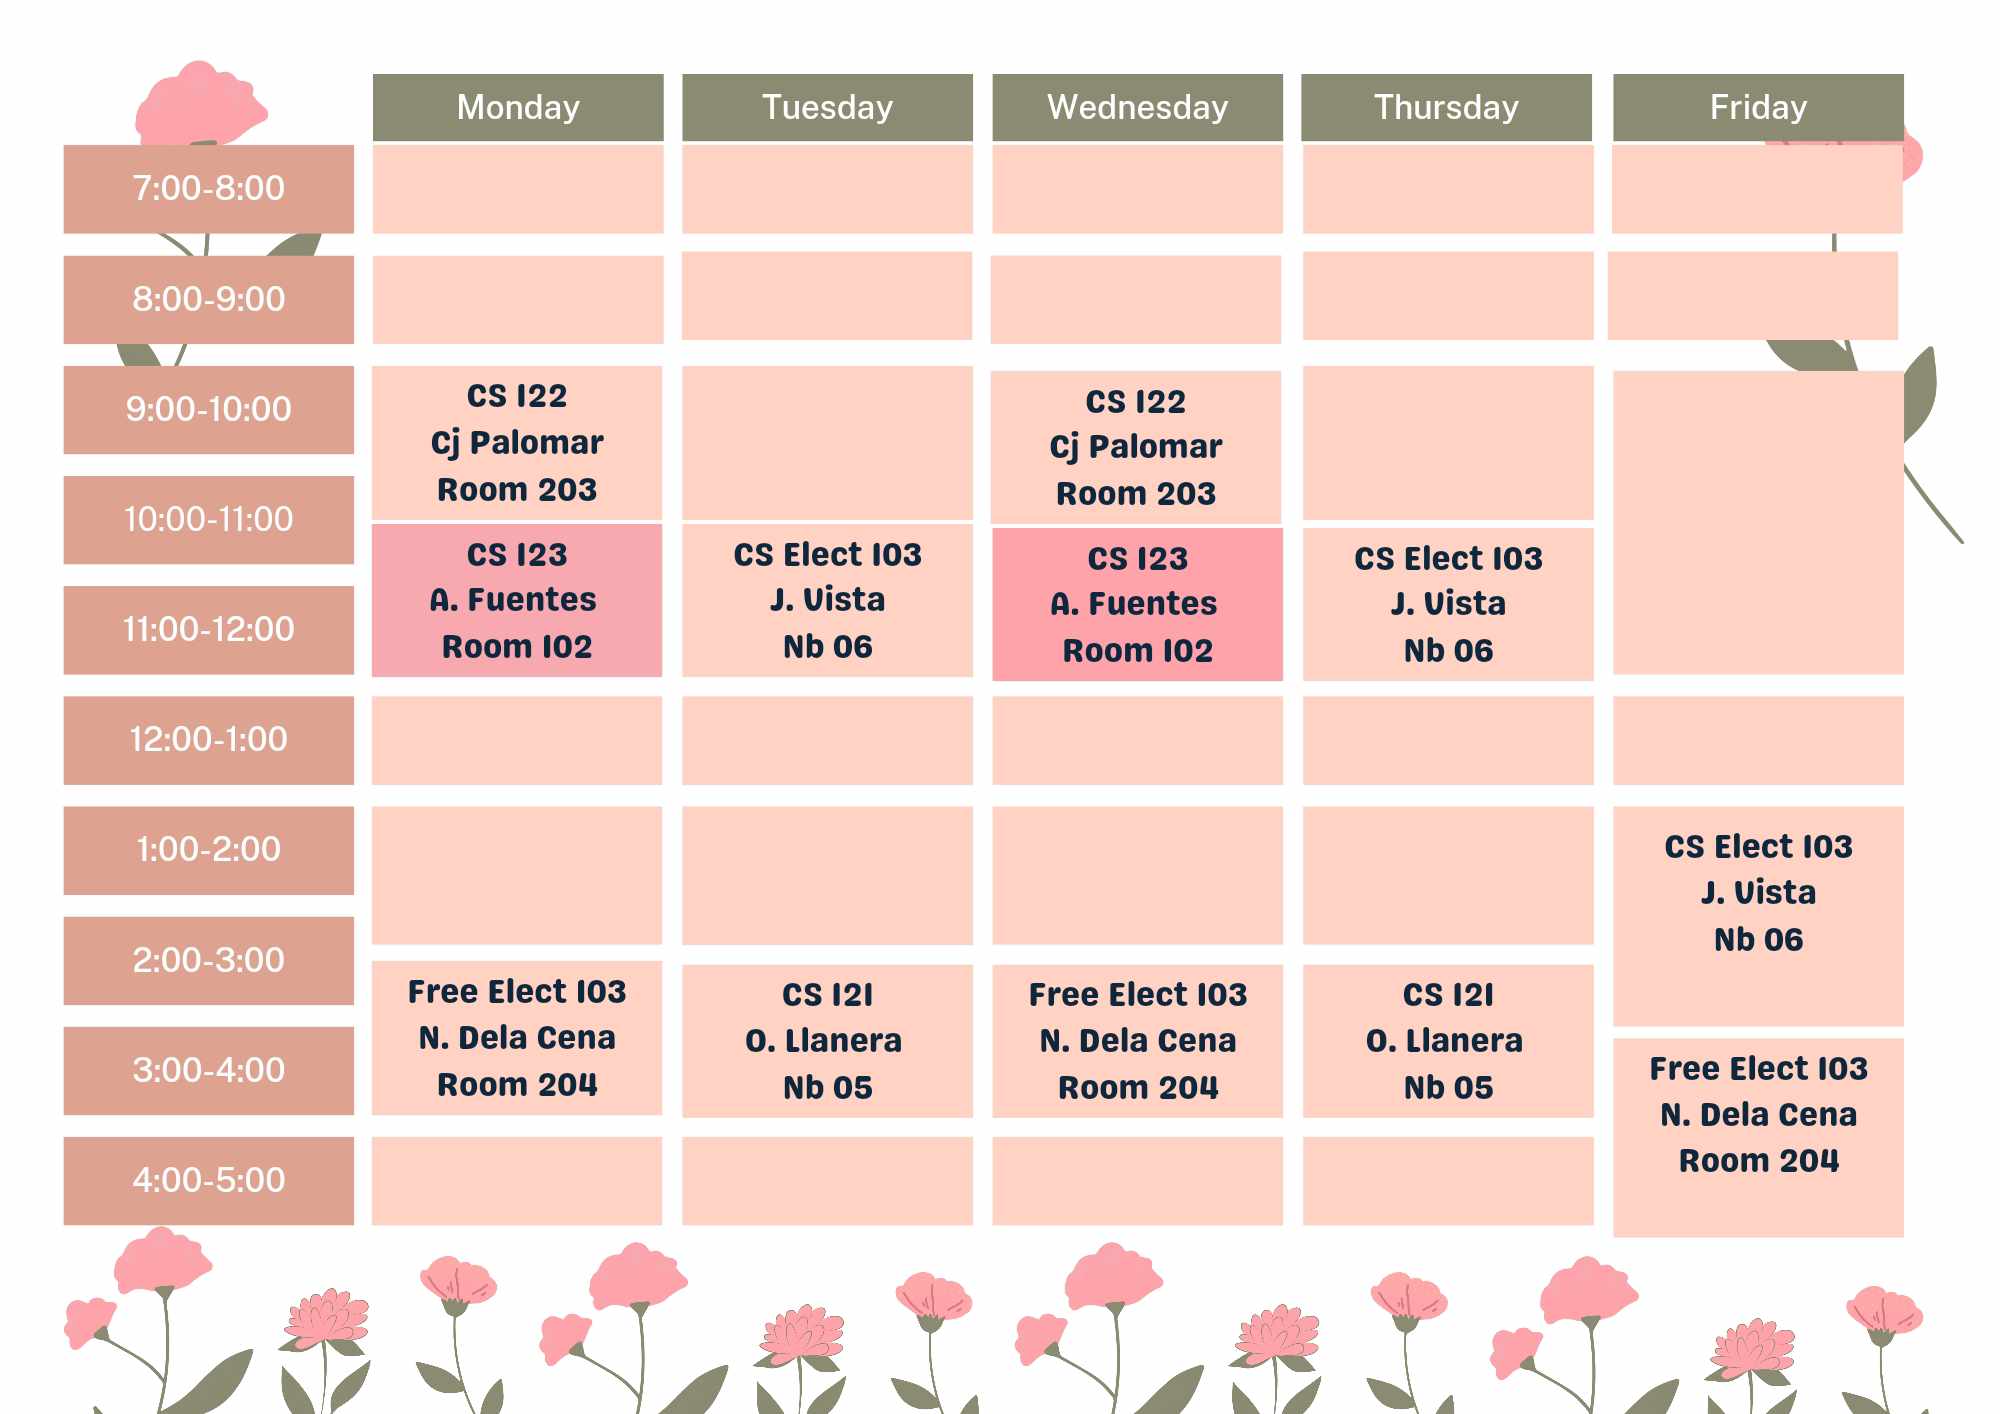 Monday Tuesday Wednesday Thursday Friday
7:00-8:00
8:00-9:00
9:00-10:00
CS 122
Cj Palomar
Room 203
CS 122
Cj Palomar
Room 203
10:00-11:00
CS 123
A. Fuentes
Room 102
CS Elect 103
J. Vista
Nb 06
CS 123
A. Fuentes
Room 102
CS Elect 103
J. Vista
Nb 06
11:00-12:00
12:00-1:00
1:00-2:00
CS Elect 103
J. Vista
Nb 06
2:00-3:00
Free Elect 103
N. Dela Cena
Room 204
CS 121
O. Llanera
Nb 05
Free Elect 103
N. Dela Cena
Room 204
CS 121
O. Llanera
Nb 05
3:00-4:00
Free Elect 103
N. Dela Cena
Room 204
4:00-5:00